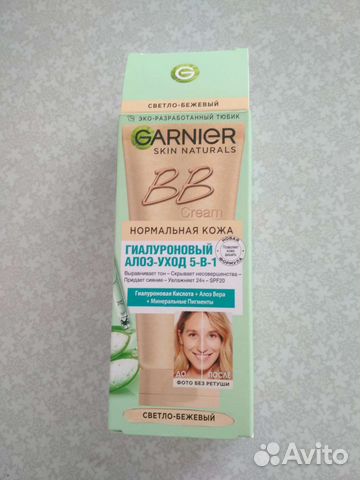 СВЕТЛО-БЕЖЕВЫЙ
ЭКО-РАЗРАБОТАННЫЙ ТЮБИК
GARNIER
SKIN NATURALS
BB
Cream
НОРМАЛЬНАЯ КОЖА
ГИАЛУРОНОВЫЙ
АЛОЭ-УХОД 5-В-1
НОВАЯ
ФОРМУЛА
Выравнивает тон – Скрывает несовершенства –
Придает сияние – Увлажняет 24ч – SPF20
Гиалуроновая Кислота + Алоэ Вера
+ Минеральные Пигменты
ДО ПОСЛЕ
ФОТО БЕЗ РЕТУШИ
СВЕТЛО-БЕЖЕВЫЙ
Avito